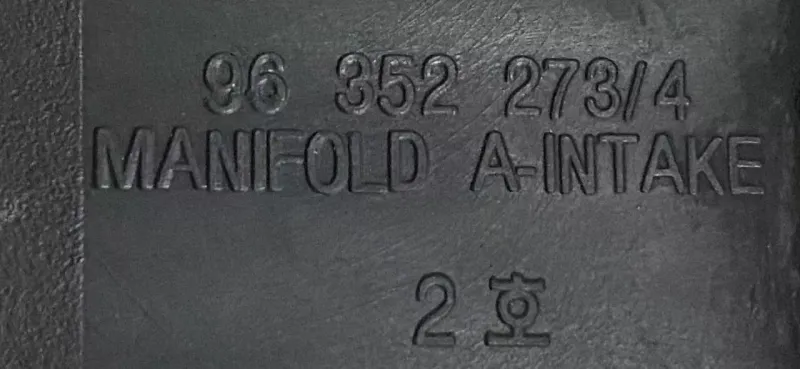 96 352 273/4
MANIFOLD A-INTAKE
2 호